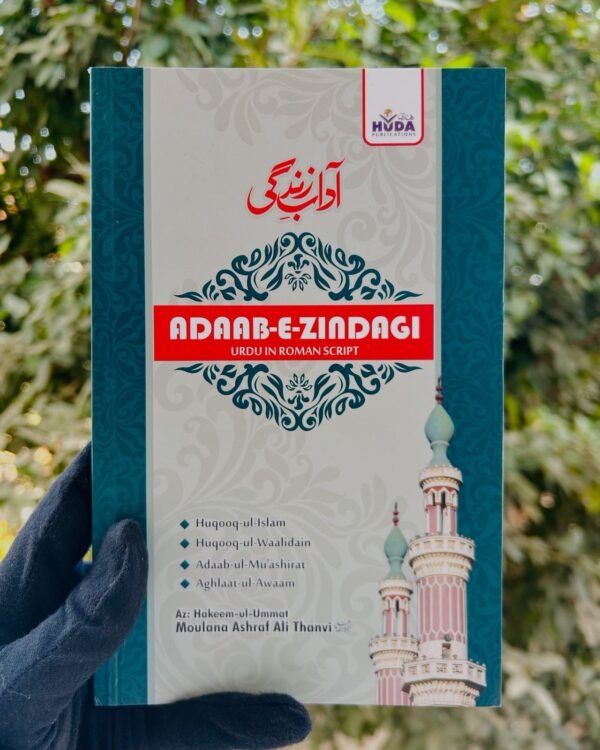 HUDA
PUBLICATIONS
آدابِ زندگی
ADAAB-E-ZINDAGI
URDU IN ROMAN SCRIPT
Huqooq-ul-Islam
Huqooq-ul-Waalidain
Adaab-ul-Mu'ashirat
Aghlaat-ul-Awaam
Az: Hakeem-ul-Ummat
Moulana Ashraf Ali Thanvi